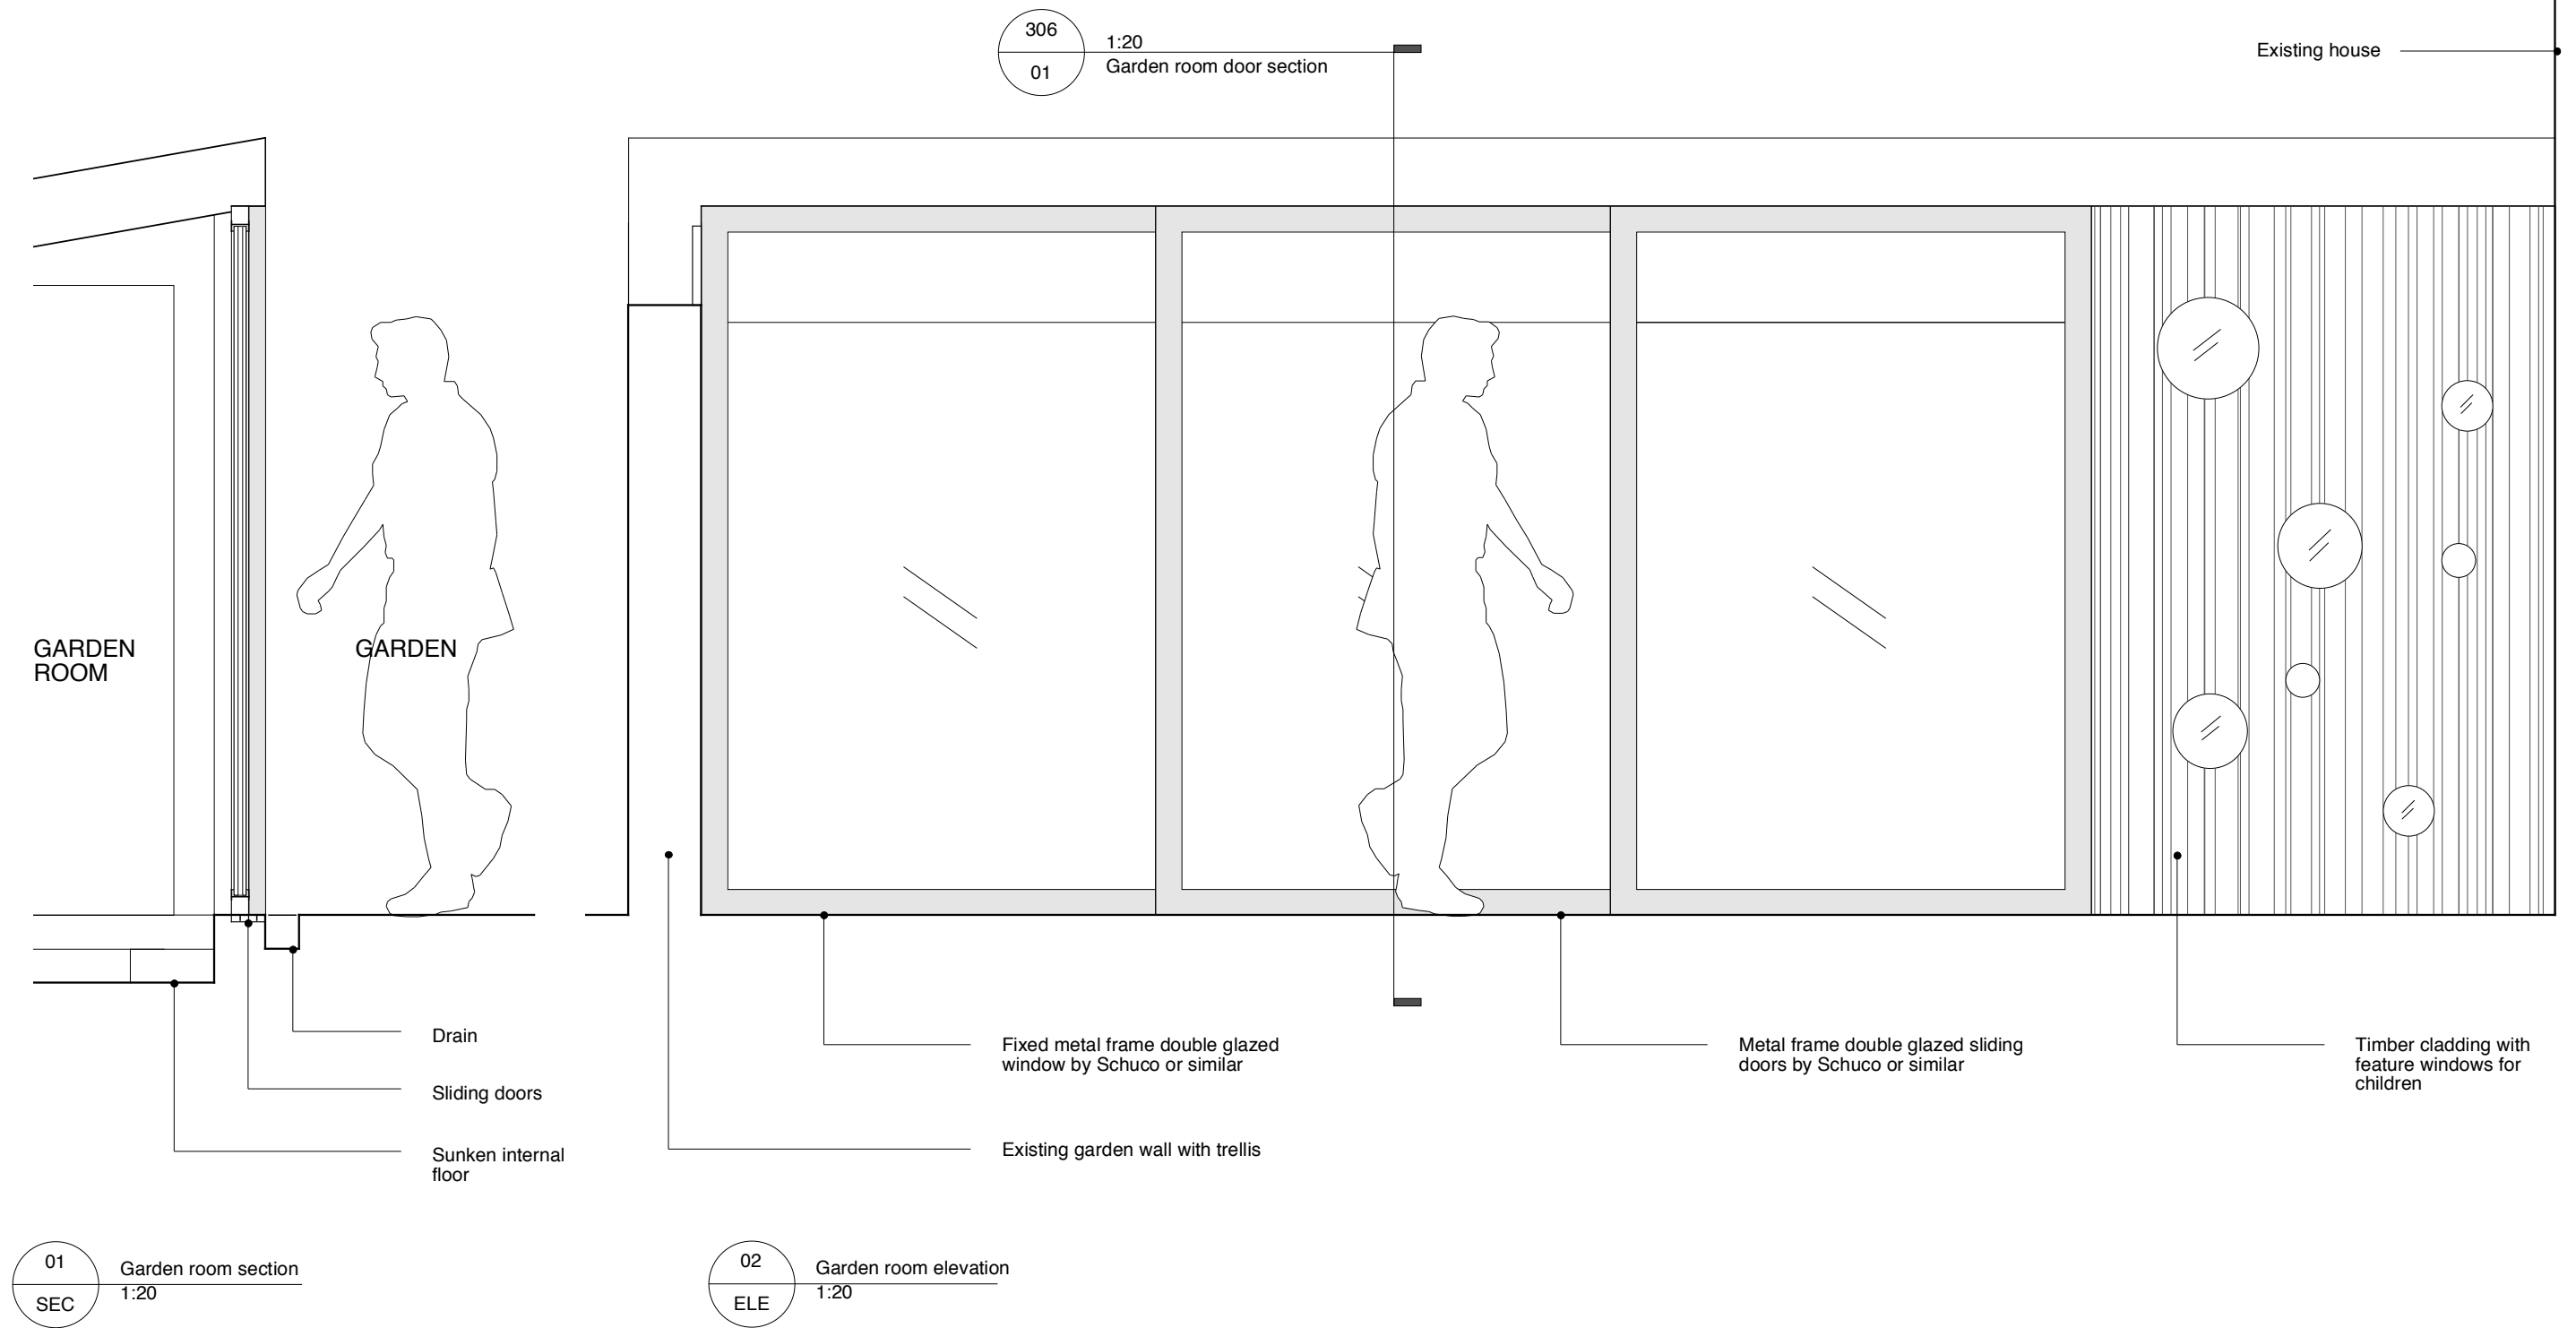 306
01
1:20
Garden room door section
Existing house
GARDEN
ROOM
GARDEN
Drain
Sliding doors
Sunken internal
floor
Fixed metal frame double glazed
window by Schuco or similar
Existing garden wall with trellis
Metal frame double glazed sliding
doors by Schuco or similar
Timber cladding with
feature windows for
children
01
SEC
Garden room section
1:20
02
ELE
Garden room elevation
1:20